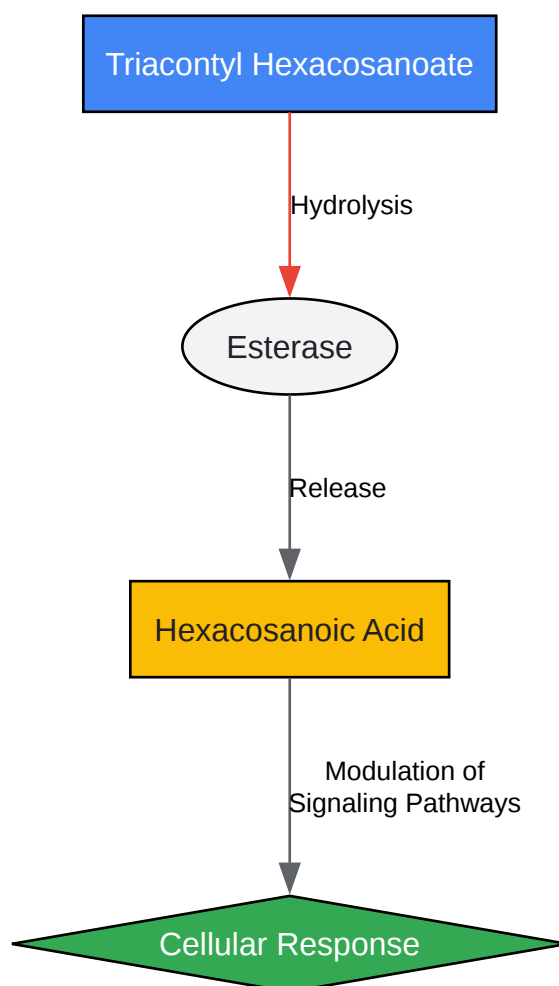 Triacontyl Hexacosanoate
Hydrolysis
Esterase
Release
Hexacosanoic Acid
Modulation of
Signaling Pathways
Cellular Response